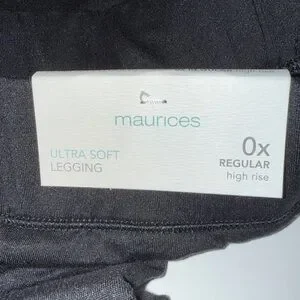 maurices
ULTRA SOFT
LEGGING
0x
REGULAR
high rise